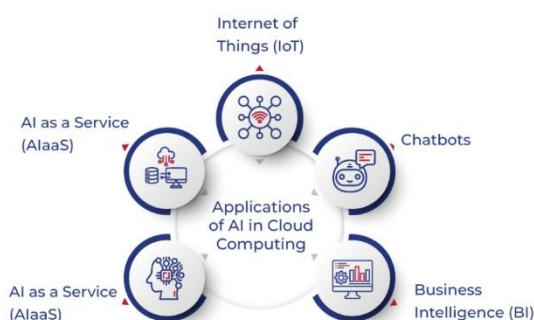 Internet of
Things (IoT)
AI as a Service
(AIaaS)
Chatbots
Applications
of AI in Cloud
Computing
AI as a Service
(AIaaS)
Business
Intelligence (BI)